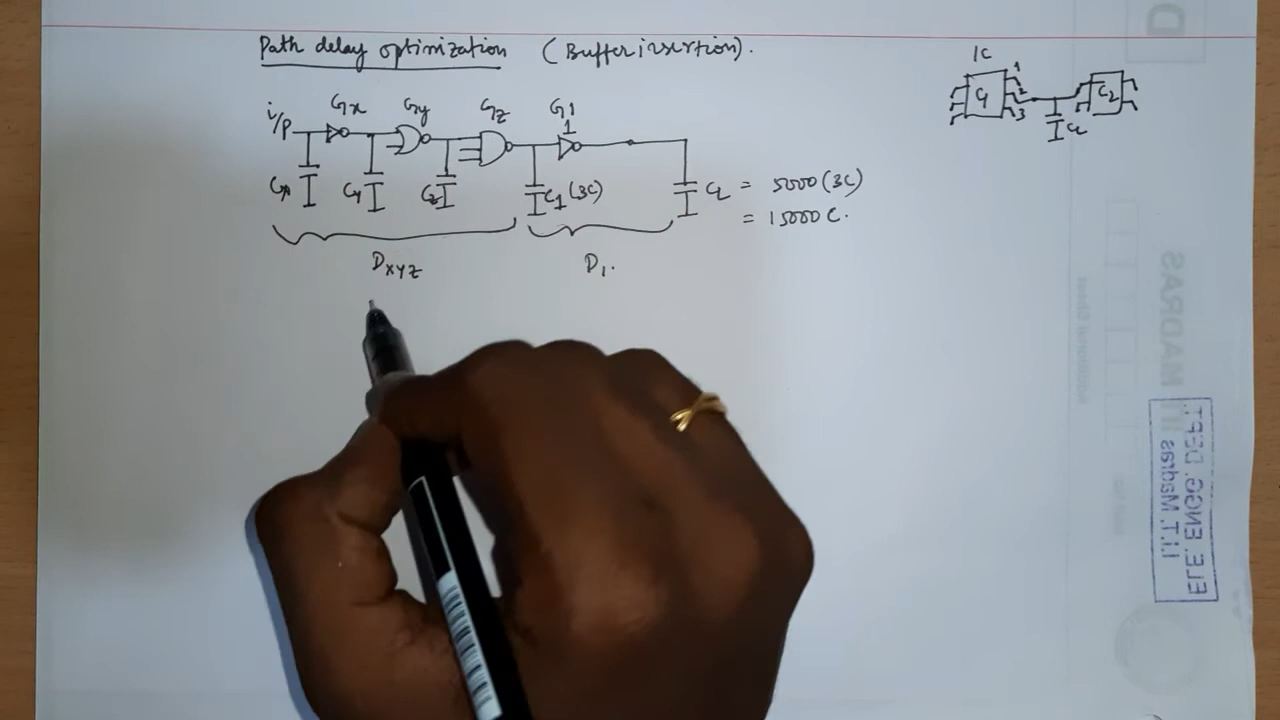 Path delay optimization (Buffer insertion).
IC
i/p Gx Gy Gz G1
1
C1 1 2 3 C2 CL
Cx Cy Cz C1 (3C) CL = 5000 (3C)
= 15000 C.
Dxyz D1.
ELE. ENGG. DEPT.
I.I.T. Madras
MADRAS